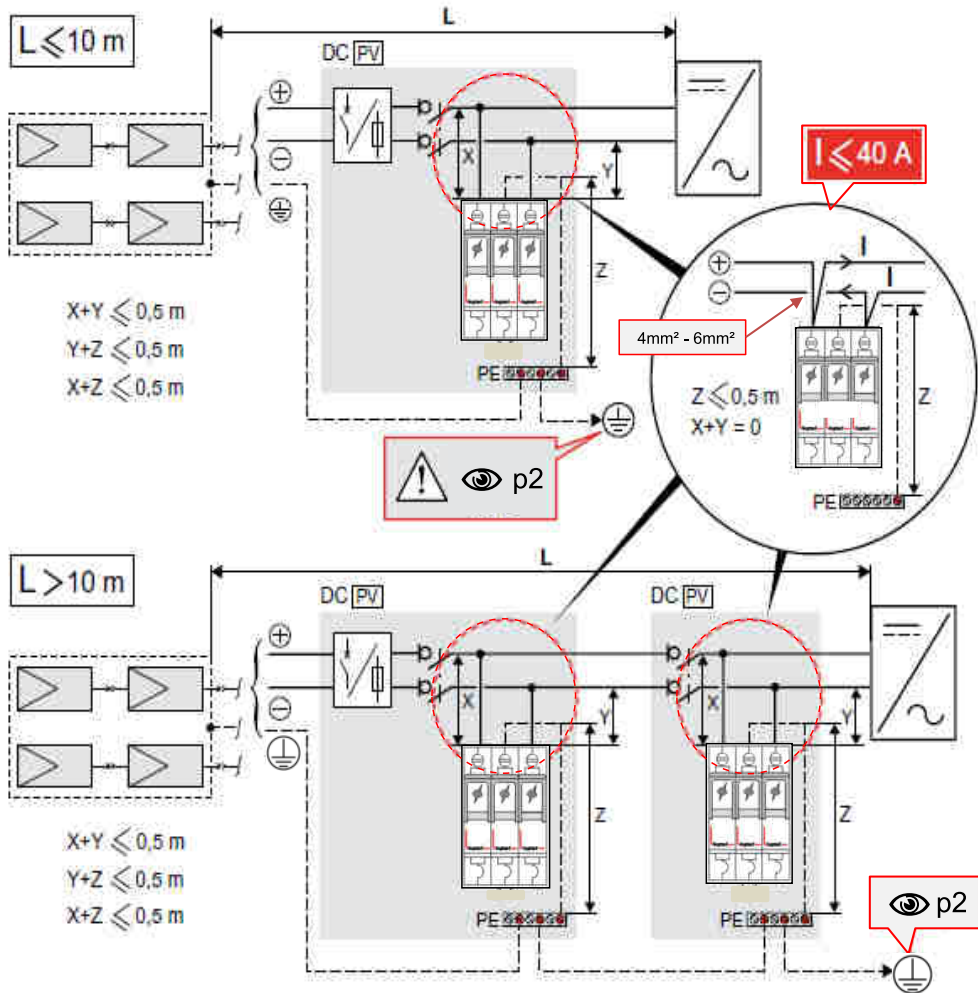 L ≤ 10 m
L
DC PV
X
Y
Z
PE
X+Y ≤ 0,5 m
Y+Z ≤ 0,5 m
X+Z ≤ 0,5 m
p2
I ≤ 40 A
I
I
4mm² - 6mm²
Z ≤ 0,5 m
X+Y = 0
Z
PE
L > 10 m
L
DC PV
DC PV
X
Y
X
Y
Z
Z
PE
PE
X+Y ≤ 0,5 m
Y+Z ≤ 0,5 m
X+Z ≤ 0,5 m
p2